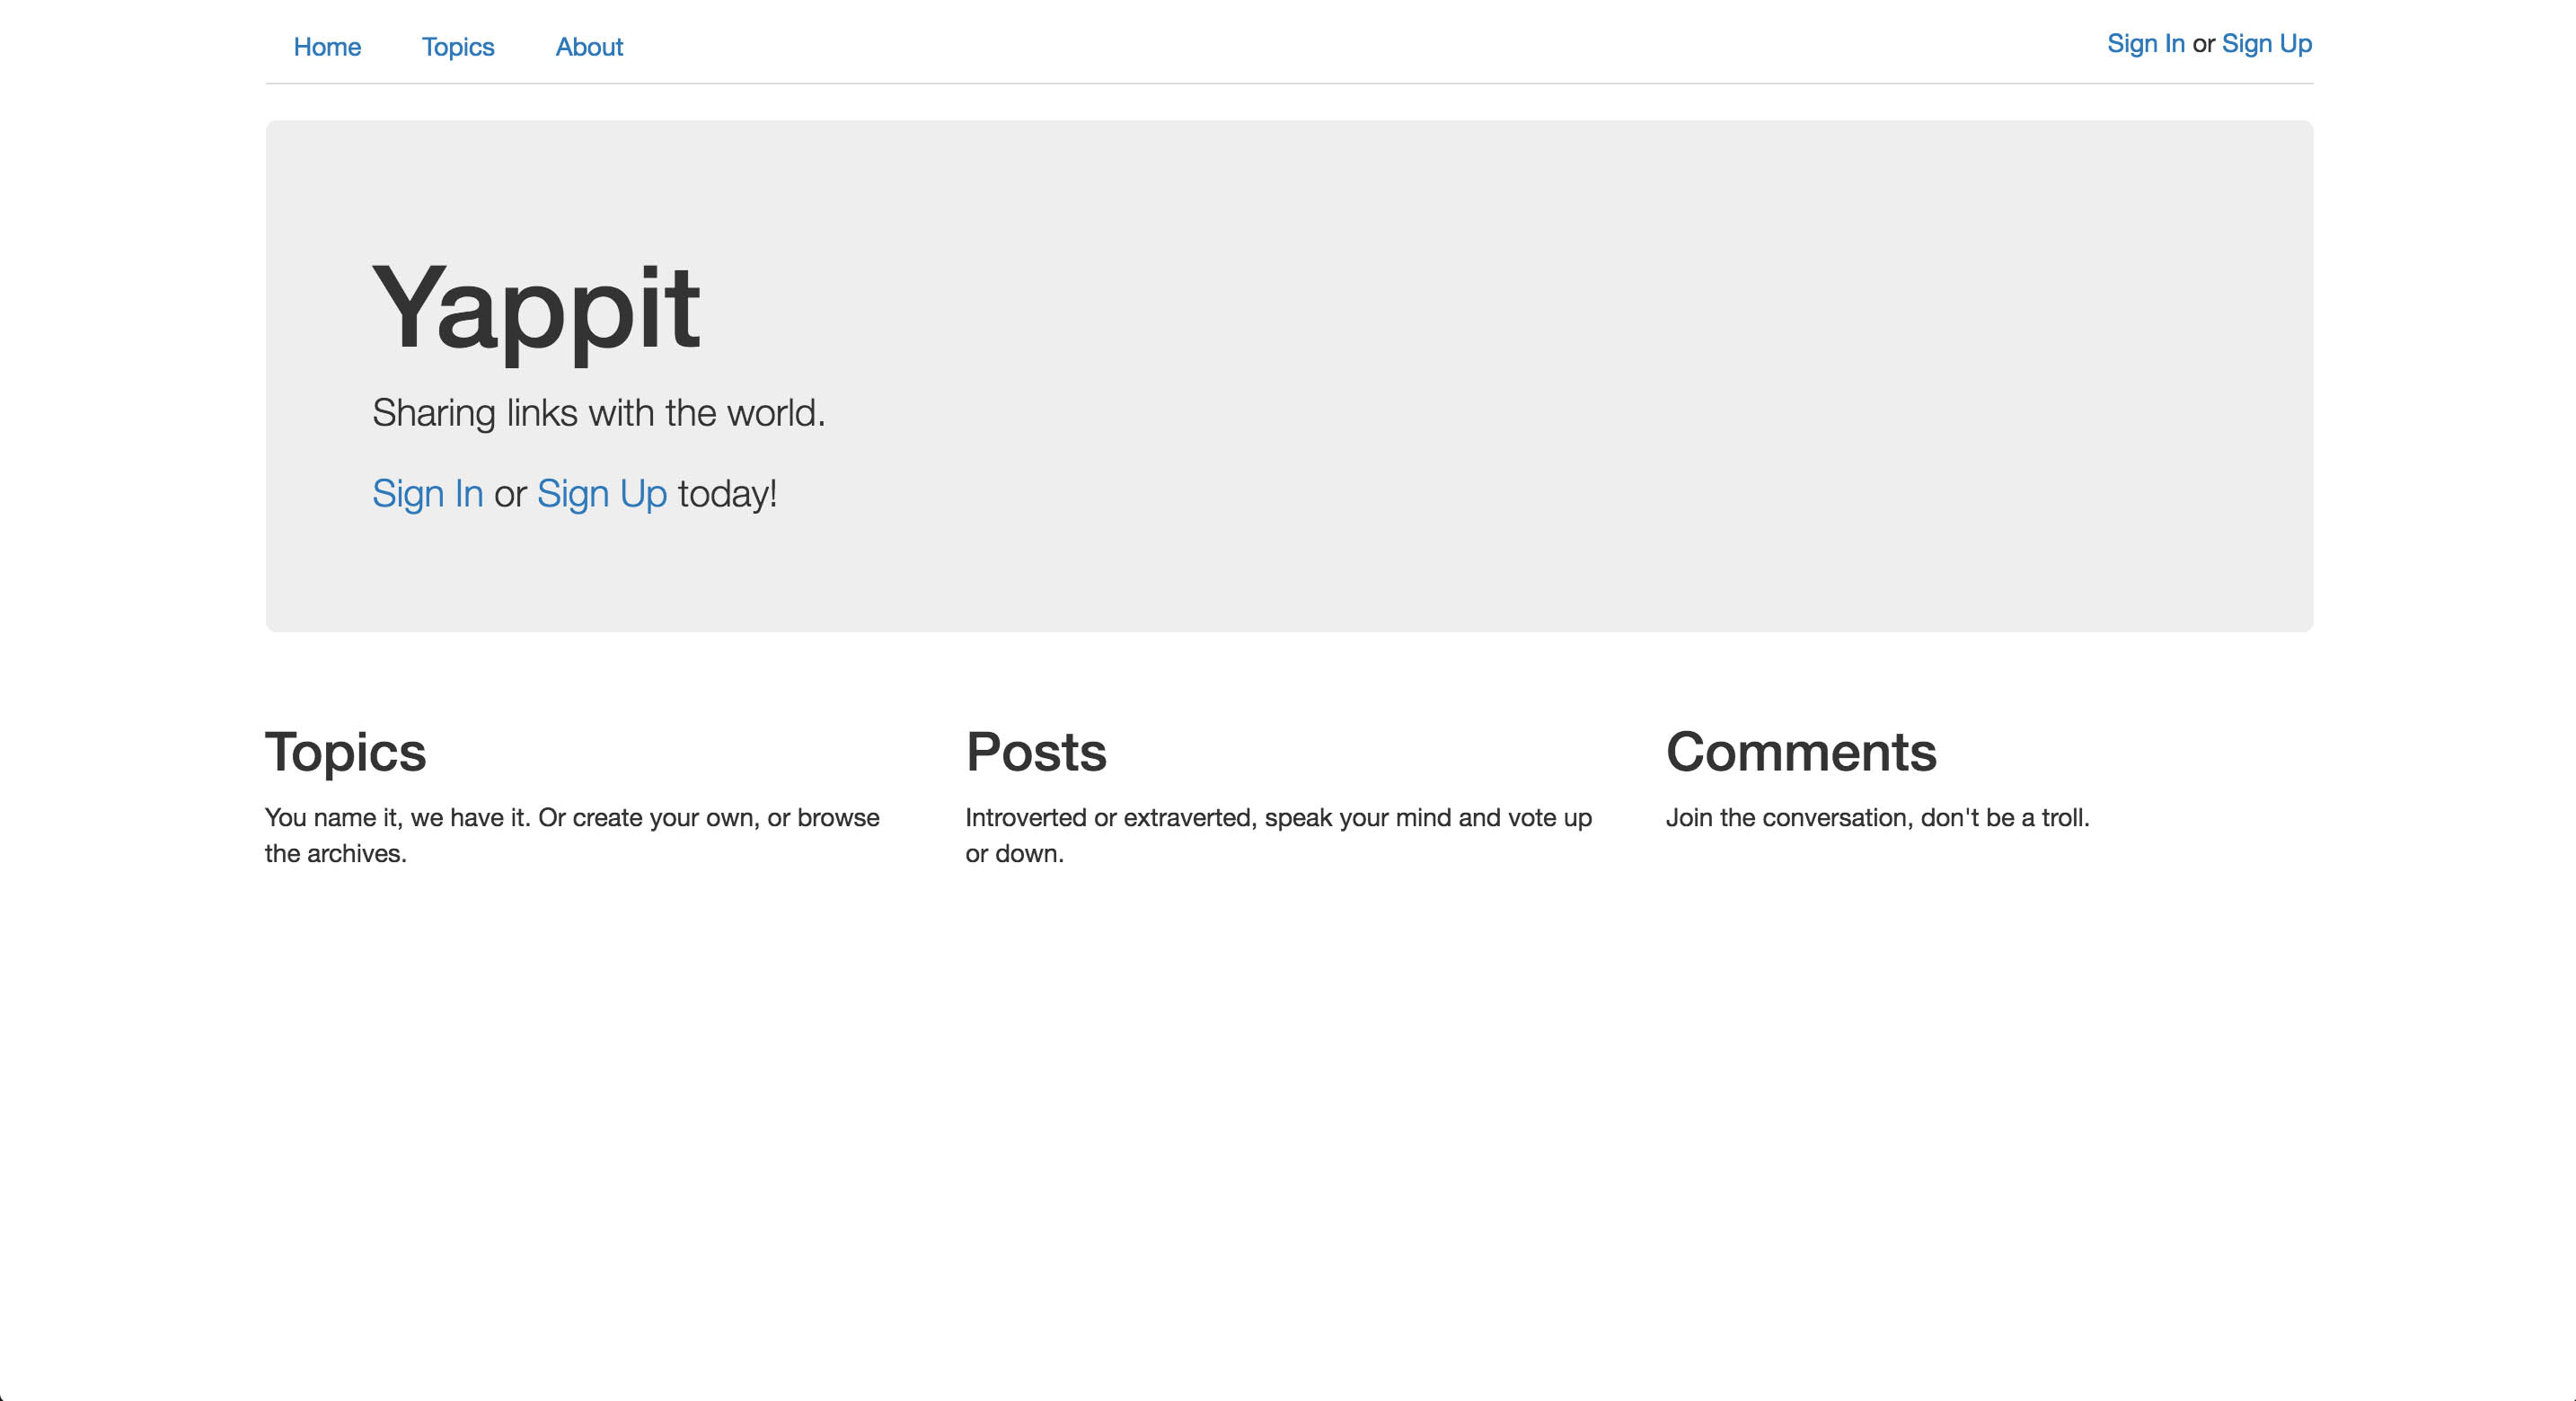 Home Topics About Sign In or Sign Up
Yappit
Sharing links with the world.
Sign In or Sign Up today!
Topics
You name it, we have it. Or create your own, or browse
the archives.
Posts
Introverted or extraverted, speak your mind and vote up
or down.
Comments
Join the conversation, don't be a troll.